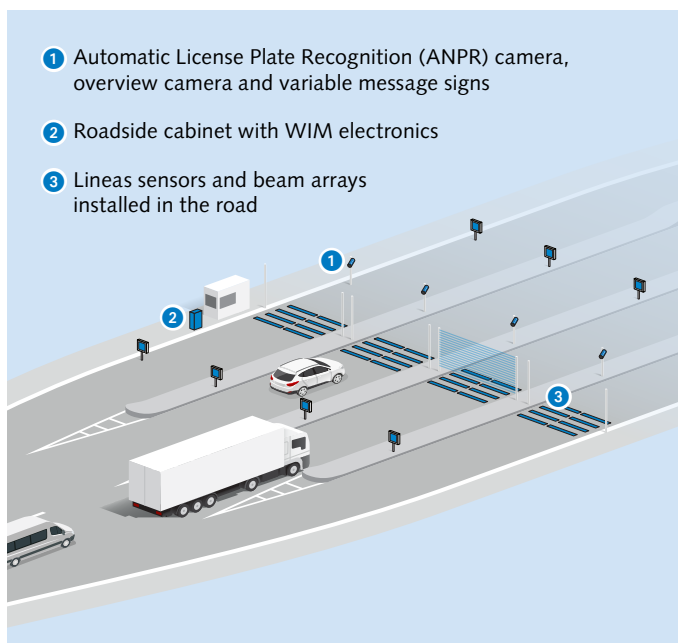 1 Automatic License Plate Recognition (ANPR) camera,
overview camera and variable message signs
2 Roadside cabinet with WIM electronics
3 Lineas sensors and beam arrays
installed in the road
1
2
3